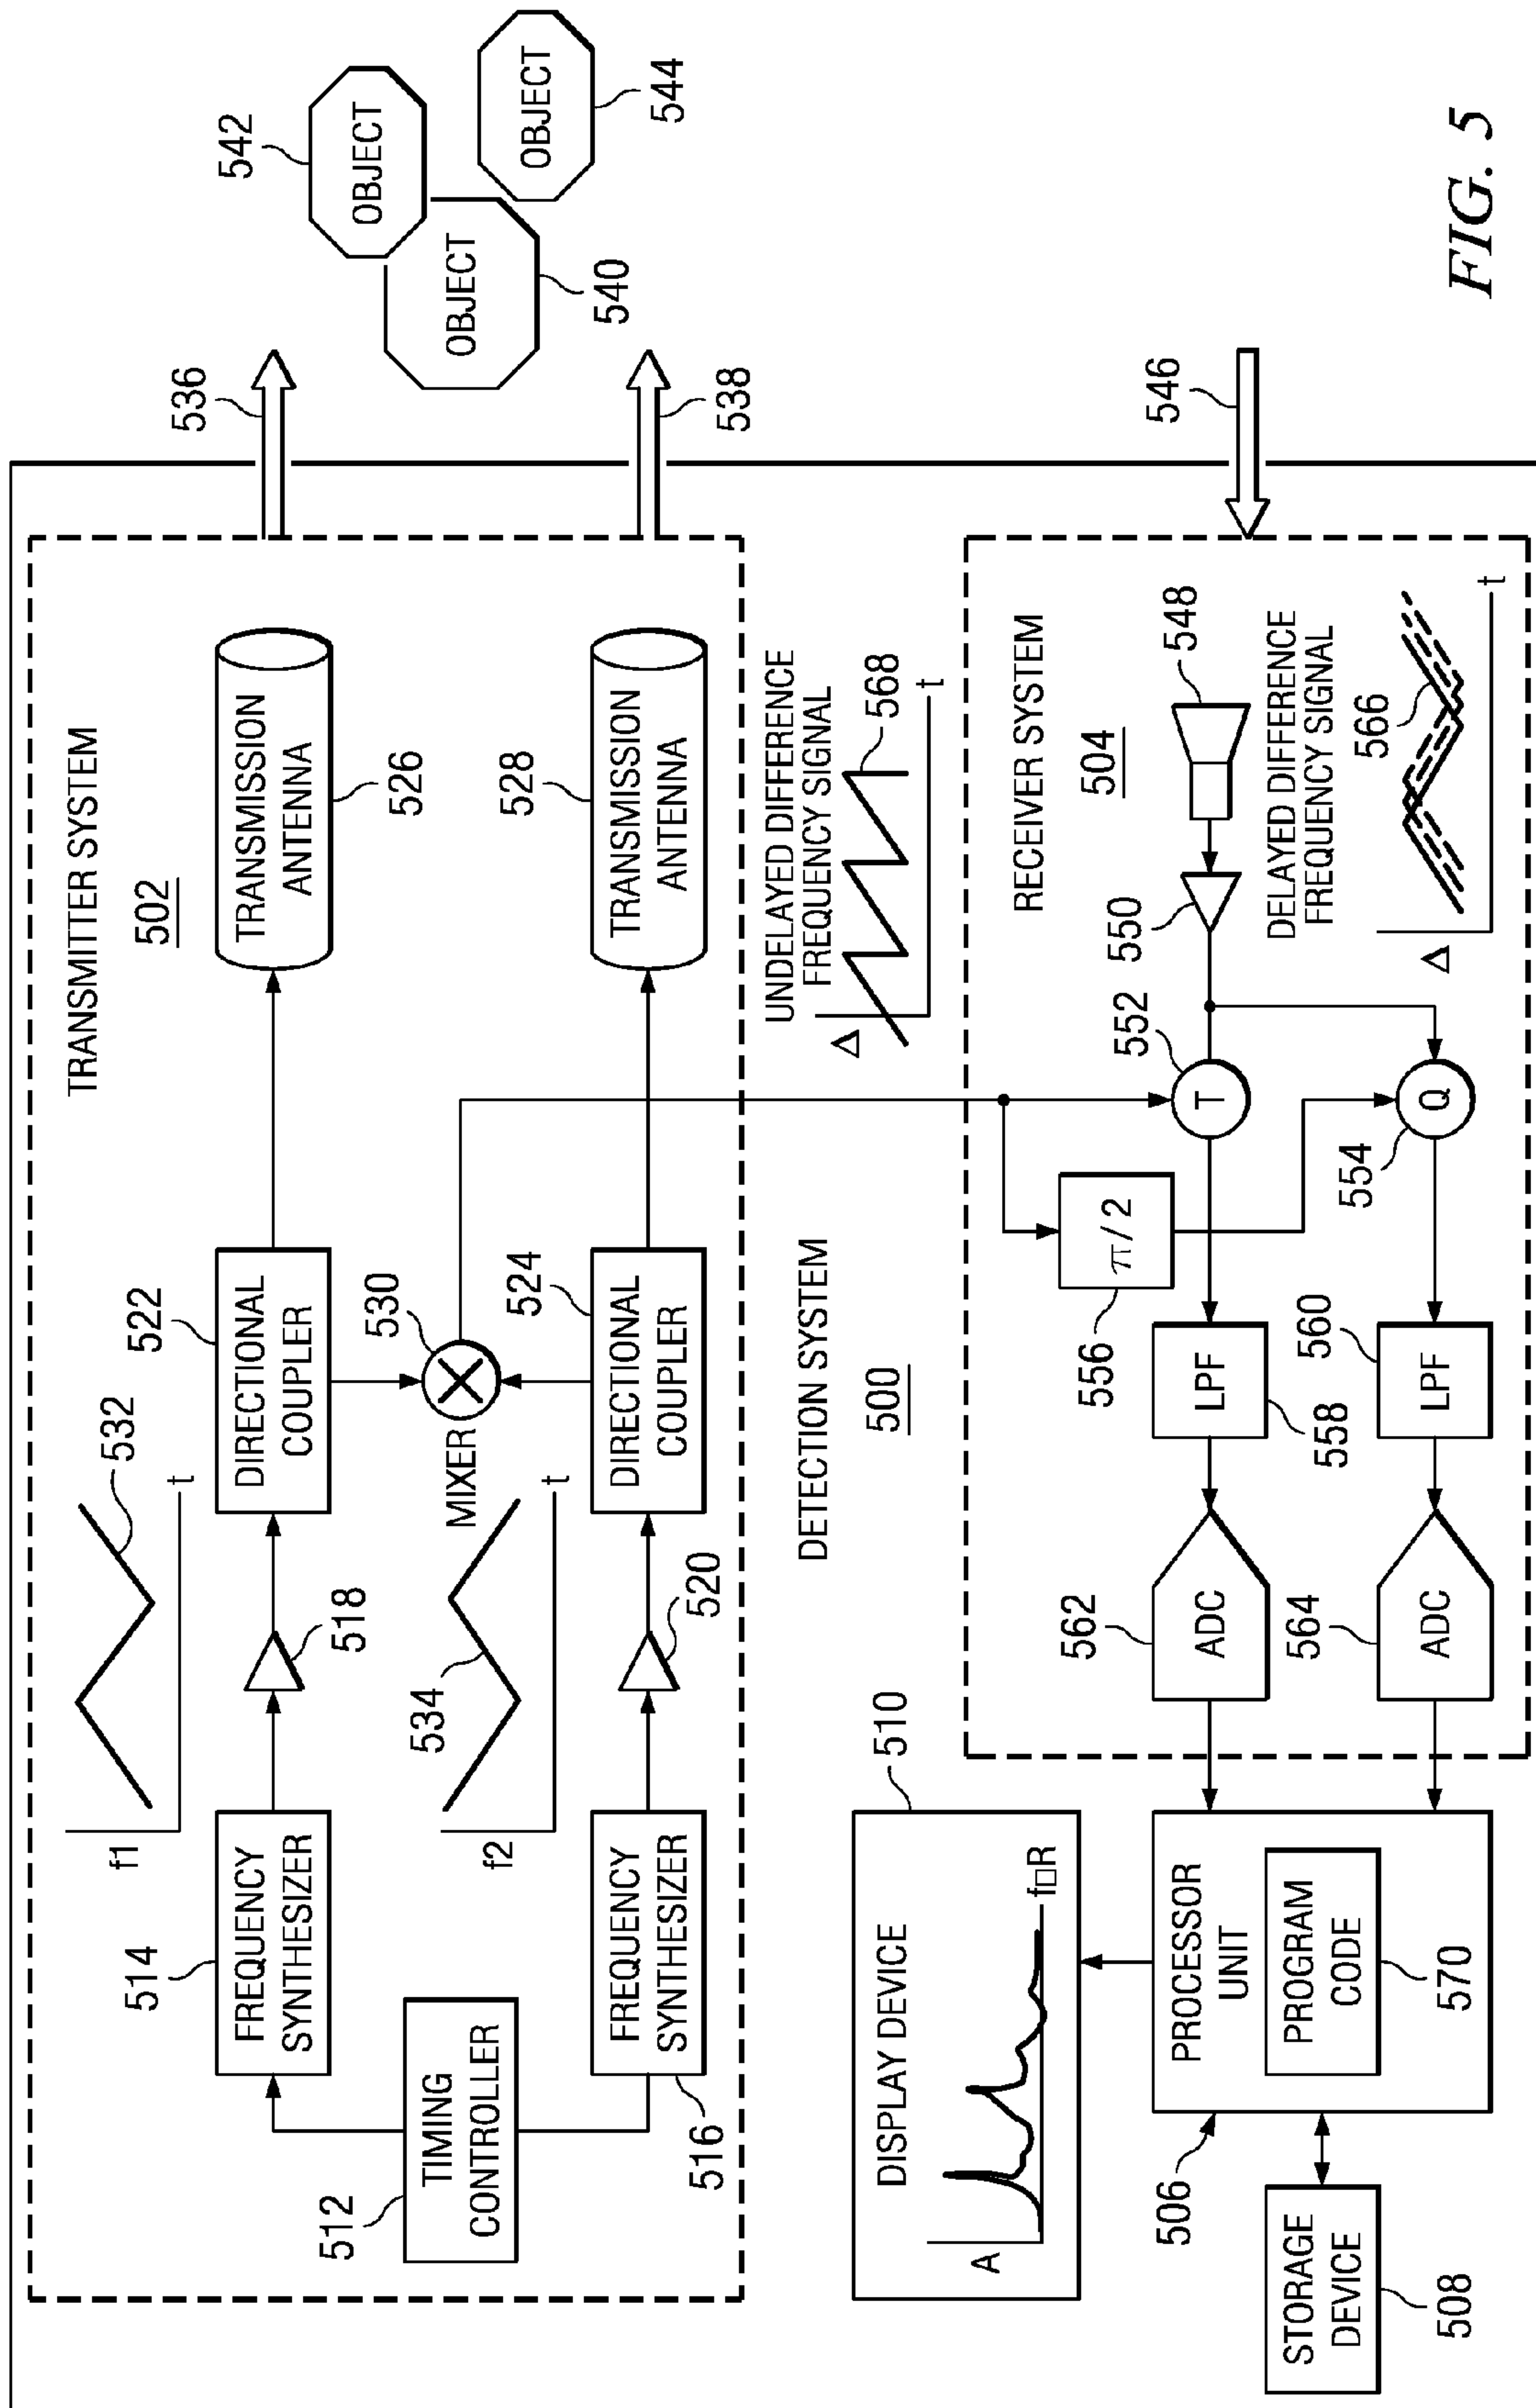 TRANSMITTER SYSTEM
502
f1
t
532
514
FREQUENCY
SYNTHESIZER
518
522
DIRECTIONAL
COUPLER
TRANSMISSION
ANTENNA
526
536
512
TIMING
CONTROLLER
f2
t
534
MIXER
530
516
FREQUENCY
SYNTHESIZER
520
524
DIRECTIONAL
COUPLER
TRANSMISSION
ANTENNA
528
538
542
OBJECT
OBJECT
540
OBJECT
544
DETECTION SYSTEM
500
UNDELAYED DIFFERENCE
FREQUENCY SIGNAL
Δ
568
t
510
DISPLAY DEVICE
A
f□R
RECEIVER SYSTEM
504
546
548
550
552
T
556
π/2
LPF
558
562
ADC
554
Q
560
LPF
564
ADC
DELAYED DIFFERENCE
FREQUENCY SIGNAL
566
Δ
t
506
PROCESSOR
UNIT
PROGRAM
CODE
570
STORAGE
DEVICE
508
FIG. 5